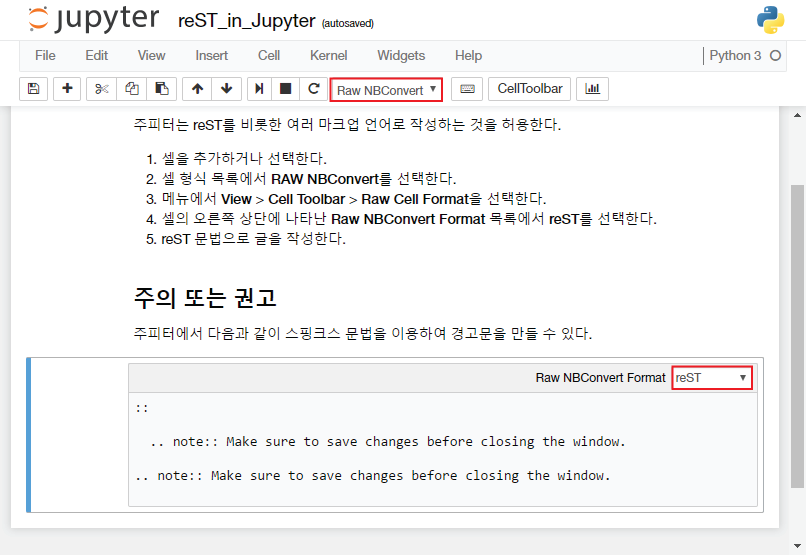 jupyter reST_in_Jupyter (autosaved)
File Edit View Insert Cell Kernel Widgets Help Python 3
Raw NBConvert CellToolbar
주피터는 reST를 비롯한 여러 마크업 언어로 작성하는 것을 허용한다.
1. 셀을 추가하거나 선택한다.
2. 셀 형식 목록에서 RAW NBConvert를 선택한다.
3. 메뉴에서 View > Cell Toolbar > Raw Cell Format을 선택한다.
4. 셀의 오른쪽 상단에 나타난 Raw NBConvert Format 목록에서 reST를 선택한다.
5. reST 문법으로 글을 작성한다.
주의 또는 권고
주피터에서 다음과 같이 스핑크스 문법을 이용하여 경고문을 만들 수 있다.
Raw NBConvert Format reST
::
.. note:: Make sure to save changes before closing the window.
.. note:: Make sure to save changes before closing the window.